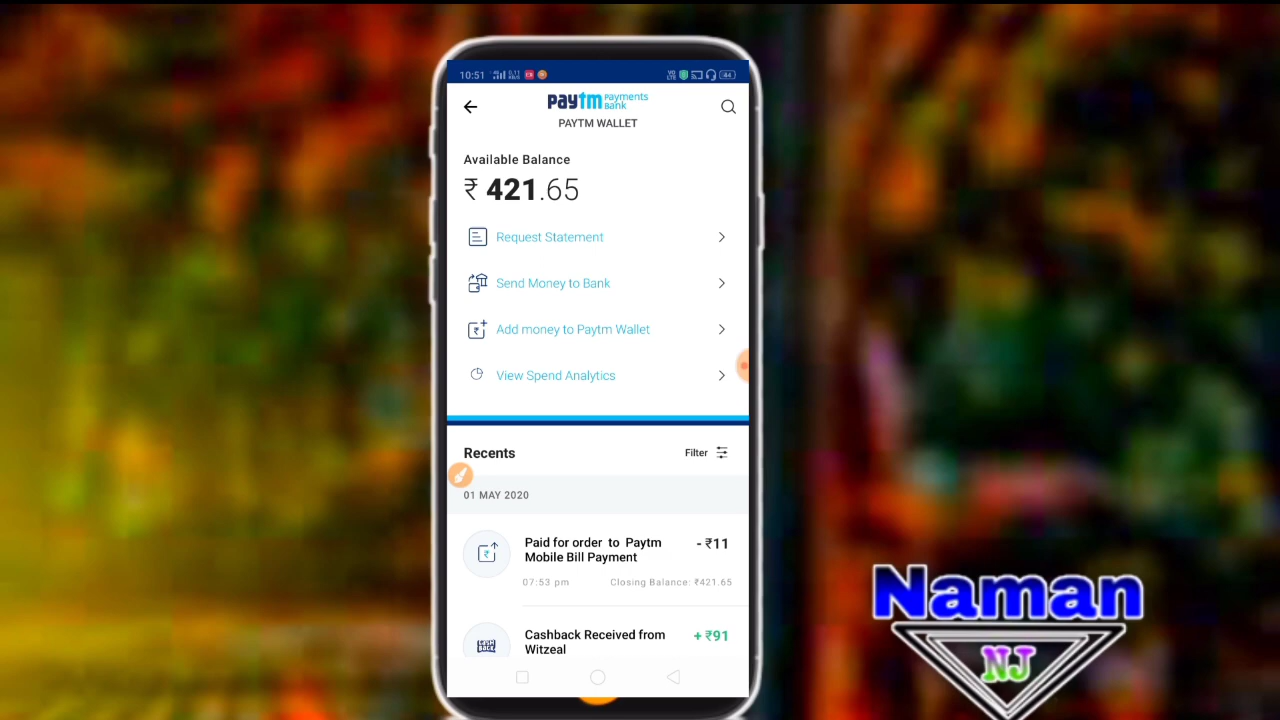 10:51
Paytm Payments Bank
PAYTM WALLET
Available Balance
₹ 421.65
Request Statement
Send Money to Bank
Add money to Paytm Wallet
View Spend Analytics
Recents
Filter
01 MAY 2020
Paid for order to Paytm
Mobile Bill Payment
- ₹11
07:53 pm
Closing Balance: ₹421.65
Cashback Received from
Witzeal
+ ₹91
CASH
BACK
Naman
NJ